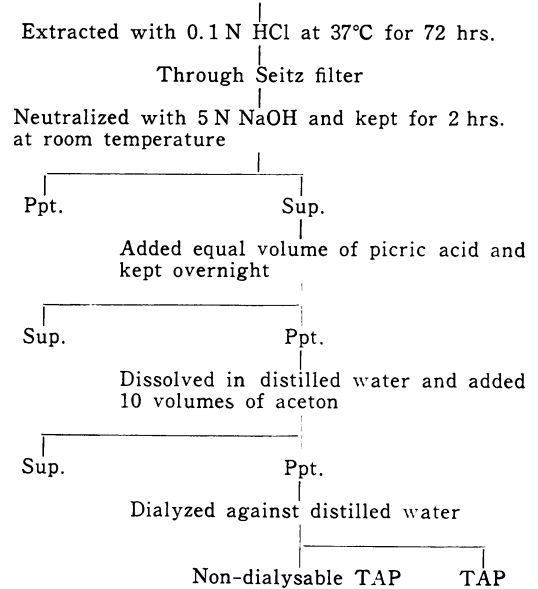 Extracted with 0.1 N HCl at 37°C for 72 hrs.
Through Seitz filter
Neutralized with 5 N NaOH and kept for 2 hrs.
at room temperature
Ppt. Sup.
Added equal volume of picric acid and
kept overnight
Sup. Ppt.
Dissolved in distilled water and added
10 volumes of aceton
Sup. Ppt.
Dialyzed against distilled water
Non-dialysable TAP TAP